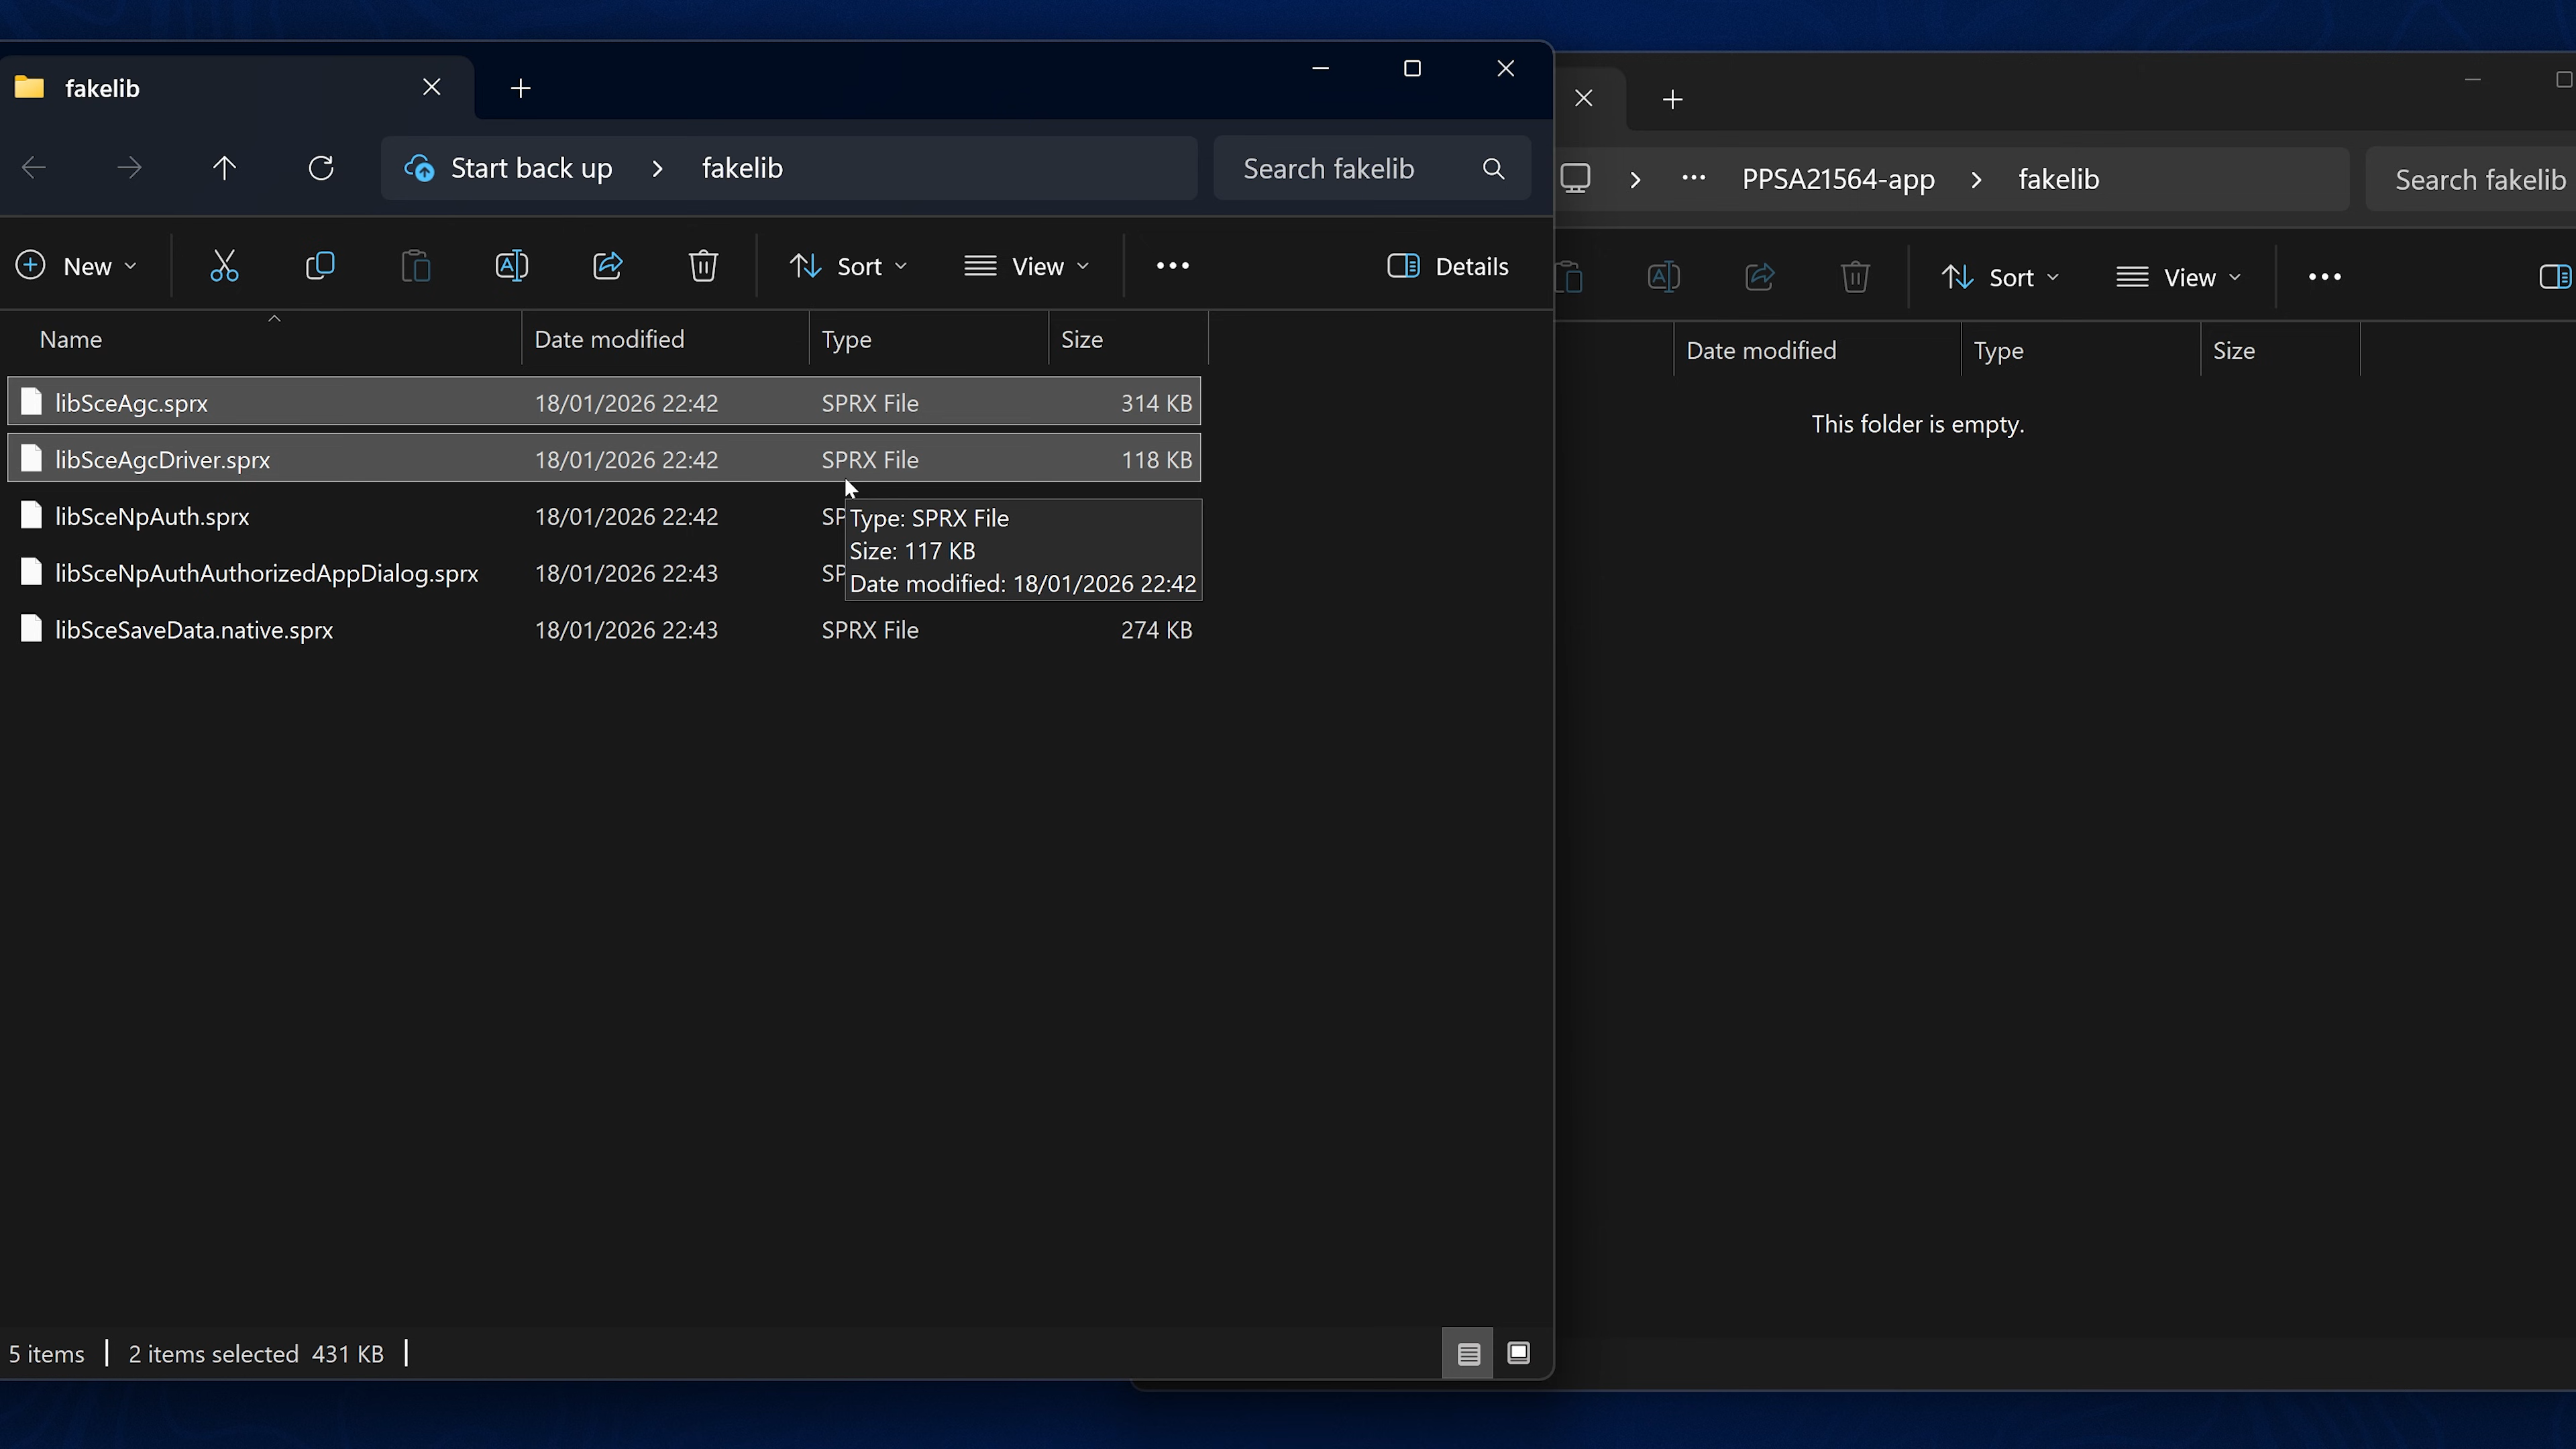 fakelib
Start back up > fakelib
Search fakelib
New
Sort
View
Details
Name
Date modified
Type
Size
libSceAgc.sprx 18/01/2026 22:42 SPRX File 314 KB
libSceAgcDriver.sprx 18/01/2026 22:42 SPRX File 118 KB
libSceNpAuth.sprx 18/01/2026 22:42 SP
libSceNpAuthAuthorizedAppDialog.sprx 18/01/2026 22:43 SP
libSceSaveData.native.sprx 18/01/2026 22:43 SPRX File 274 KB
Type: SPRX File
Size: 117 KB
Date modified: 18/01/2026 22:42
5 items
2 items selected 431 KB
PPSA21564-app > fakelib
Search fakelib
Sort
View
Date modified
Type
Size
This folder is empty.